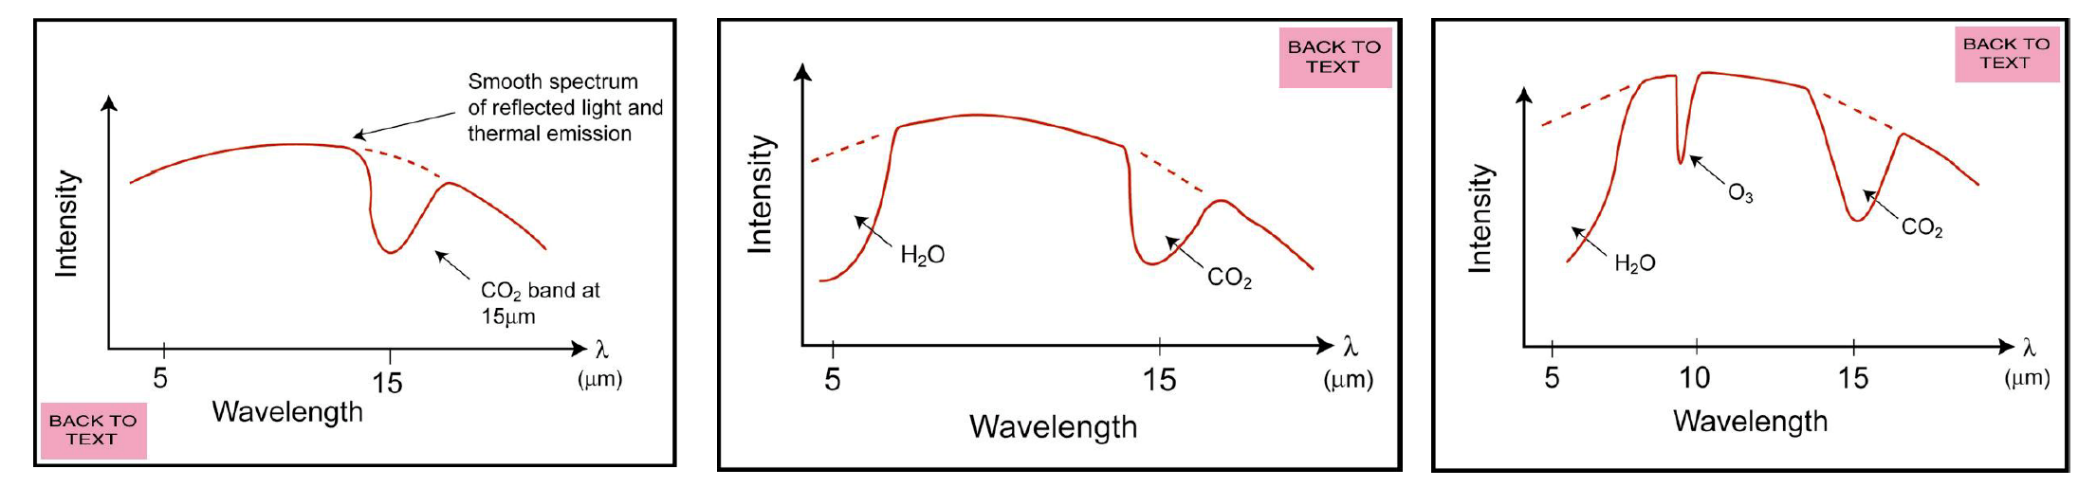 Smooth spectrum
of reflected light and
thermal emission
Intensity
CO₂ band at
15μm
5
15
λ
(μm)
Wavelength
BACK TO
TEXT
BACK TO
TEXT
Intensity
H₂O
CO₂
5
15
λ
(μm)
Wavelength
BACK TO
TEXT
Intensity
O₃
CO₂
H₂O
5
10
15
λ
(μm)
Wavelength